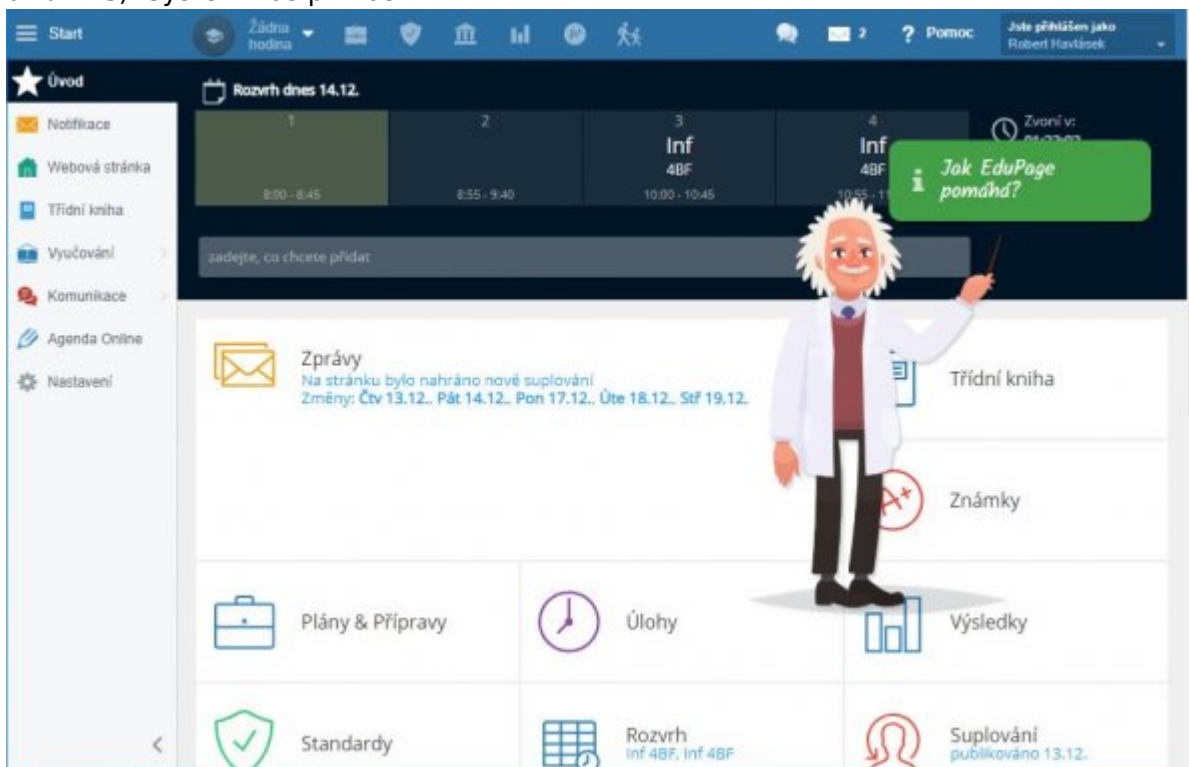 Start
Žádna
hodina
2
? Pomoc
Jste přihlášen jako
Robert Havlásek
Úvod
Notifikace
Webová stránka
Třídní kniha
Vyučování
Komunikace
Agenda Online
Nastavení
Rozvrh dnes 14.12.
1
8:00 - 8:45
2
8:55 - 9:40
3
Inf
4BF
10:00 - 10:45
4
Inf
4BF
10:55 - 11
Zvoní v:
zadejte, co chcete přidat
i
Jak EduPage
pomáhá?
Zprávy
Na stránku bylo nahráno nové suplování
Změny: Čtv 13.12., Pát 14.12., Pon 17.12., Úte 18.12., Stř 19.12.
Třídní kniha
A+
Známky
Plány & Přípravy
Úlohy
Výsledky
Standardy
Rozvrh
Inf 4BF, Inf 4BF
Suplování
publikováno 13.12.